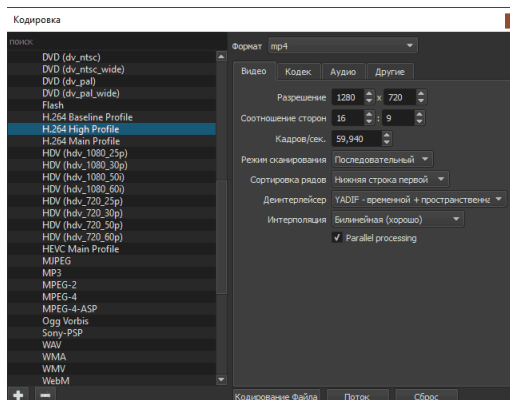 Кодировка
поиск
DVD (dv_ntsc)
DVD (dv_ntsc_wide)
DVD (dv_pal)
DVD (dv_pal_wide)
Flash
H.264 Baseline Profile
H.264 High Profile
H.264 Main Profile
HDV (hdv_1080_25p)
HDV (hdv_1080_30p)
HDV (hdv_1080_50i)
HDV (hdv_1080_60i)
HDV (hdv_720_25p)
HDV (hdv_720_30p)
HDV (hdv_720_50p)
HDV (hdv_720_60p)
HEVC Main Profile
MJPEG
MP3
MPEG-2
MPEG-4
MPEG-4-ASP
Ogg Vorbis
Sony-PSP
WAV
WMA
WMV
WebM
Формат mp4
Видео Кодек Аудио Другие
Разрешение 1280 x 720
Соотношение сторон 16 : 9
Кадров/сек. 59,940
Режим сканирования Последовательный
Сортировка рядов Нижняя строка первой
Деинтерлейсер YADIF - временной + пространственне
Интерполяция Билинейная (хорошо)
Parallel processing
Кодирование Файла Поток Сброс